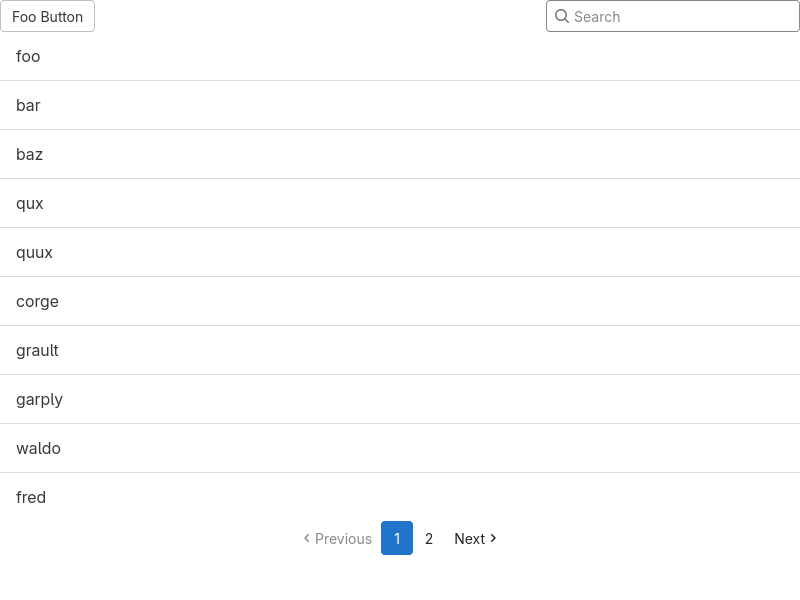 Foo Button Search
foo
bar
baz
qux
quux
corge
grault
garply
waldo
fred
Previous 1 2 Next